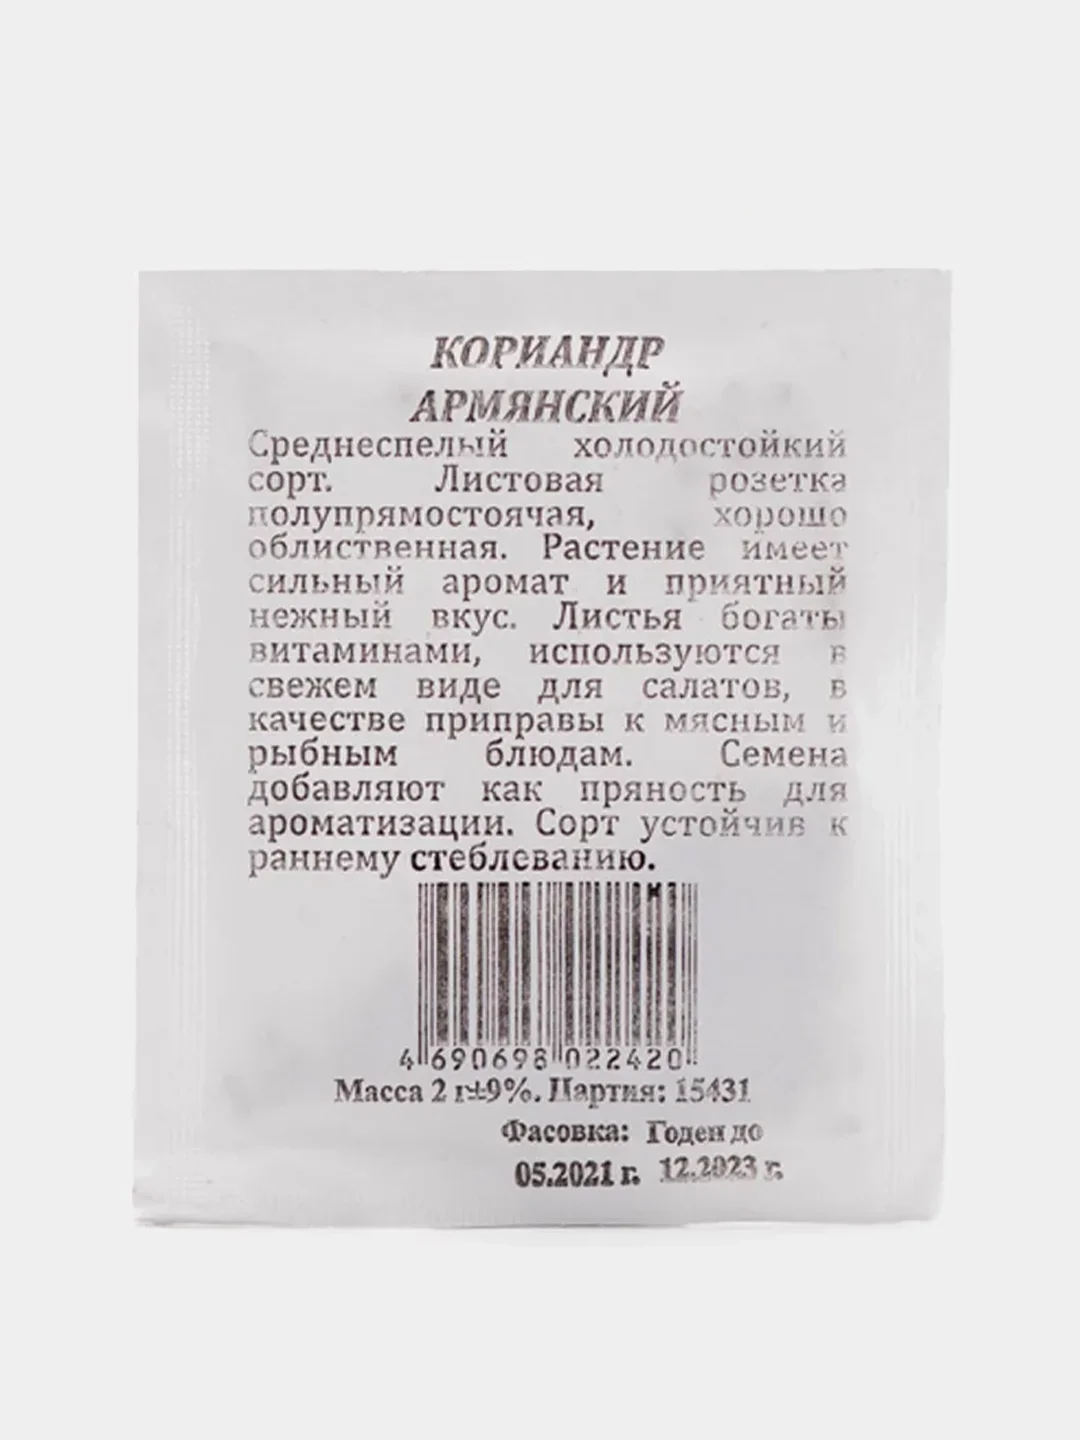 КОРИАНДР
АРМЯНСКИЙ
Среднеспелый холодостойкий
сорт. Листовая розетка
полупрямостоячая, хорошо
облиственная. Растение имеет
сильный аромат и приятный
нежный вкус. Листья богаты
витаминами, используются в
свежем виде для салатов, в
качестве приправы к мясным и
рыбным блюдам. Семена
добавляют как пряность для
ароматизации. Сорт устойчив к
раннему стеблеванию.
4 690698 022420
Масса 2 г±9%. Партия: 15431
Фасовка: Годен до
05.2021 г. 12.2023 г.